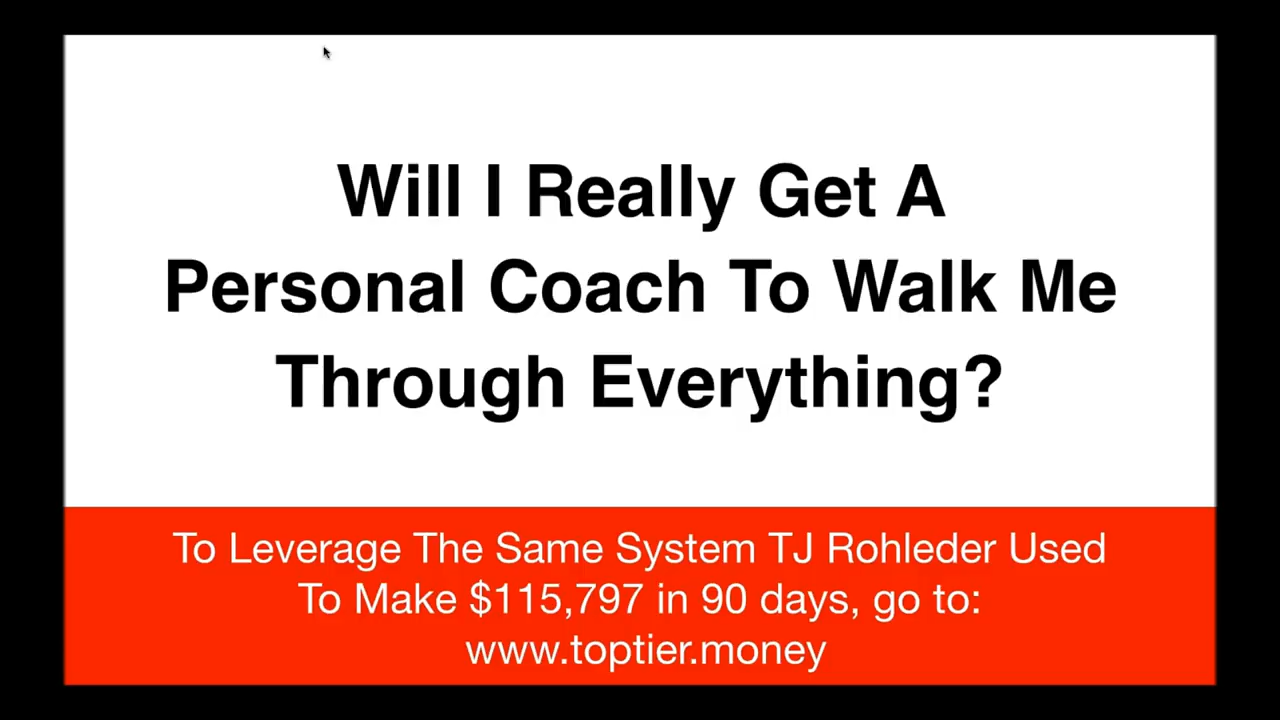 Will I Really Get A
Personal Coach To Walk Me
Through Everything?
To Leverage The Same System TJ Rohleder Used
To Make $115,797 in 90 days, go to:
www.toptier.money